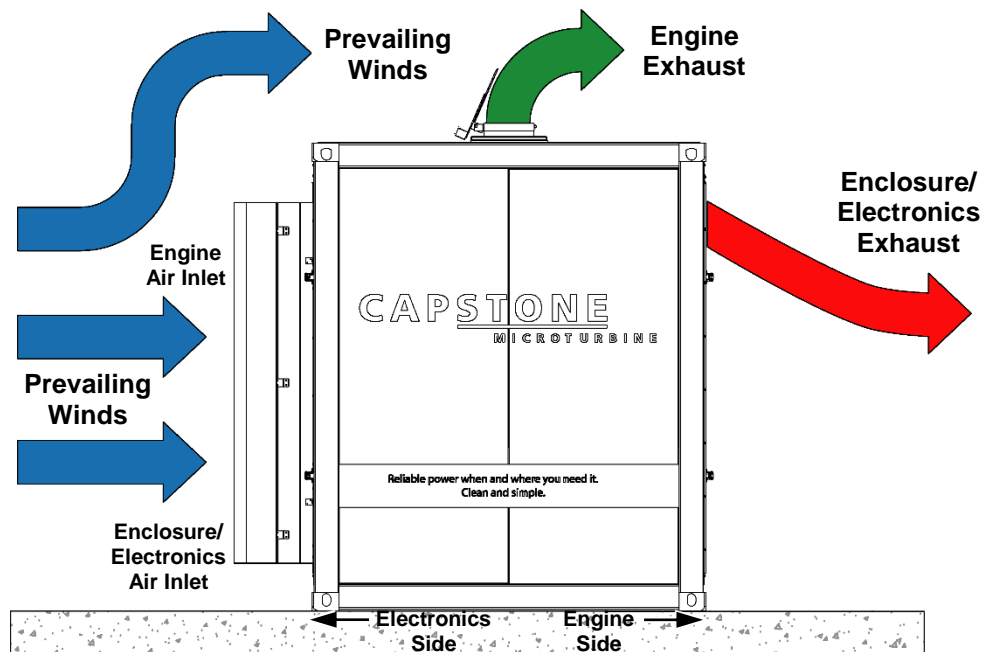 Prevailing
Winds
Engine
Exhaust
Enclosure/
Electronics
Exhaust
Engine
Air Inlet
CAPSTONE
MICROTURBINE
Prevailing
Winds
Reliable power when and where you need it.
Clean and simple.
Enclosure/
Electronics
Air Inlet
Electronics
Side
Engine
Side